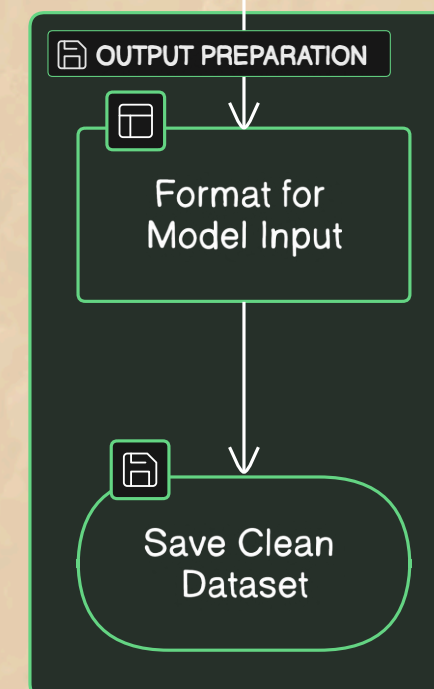 OUTPUT PREPARATION
Format for
Model Input
Save Clean
Dataset